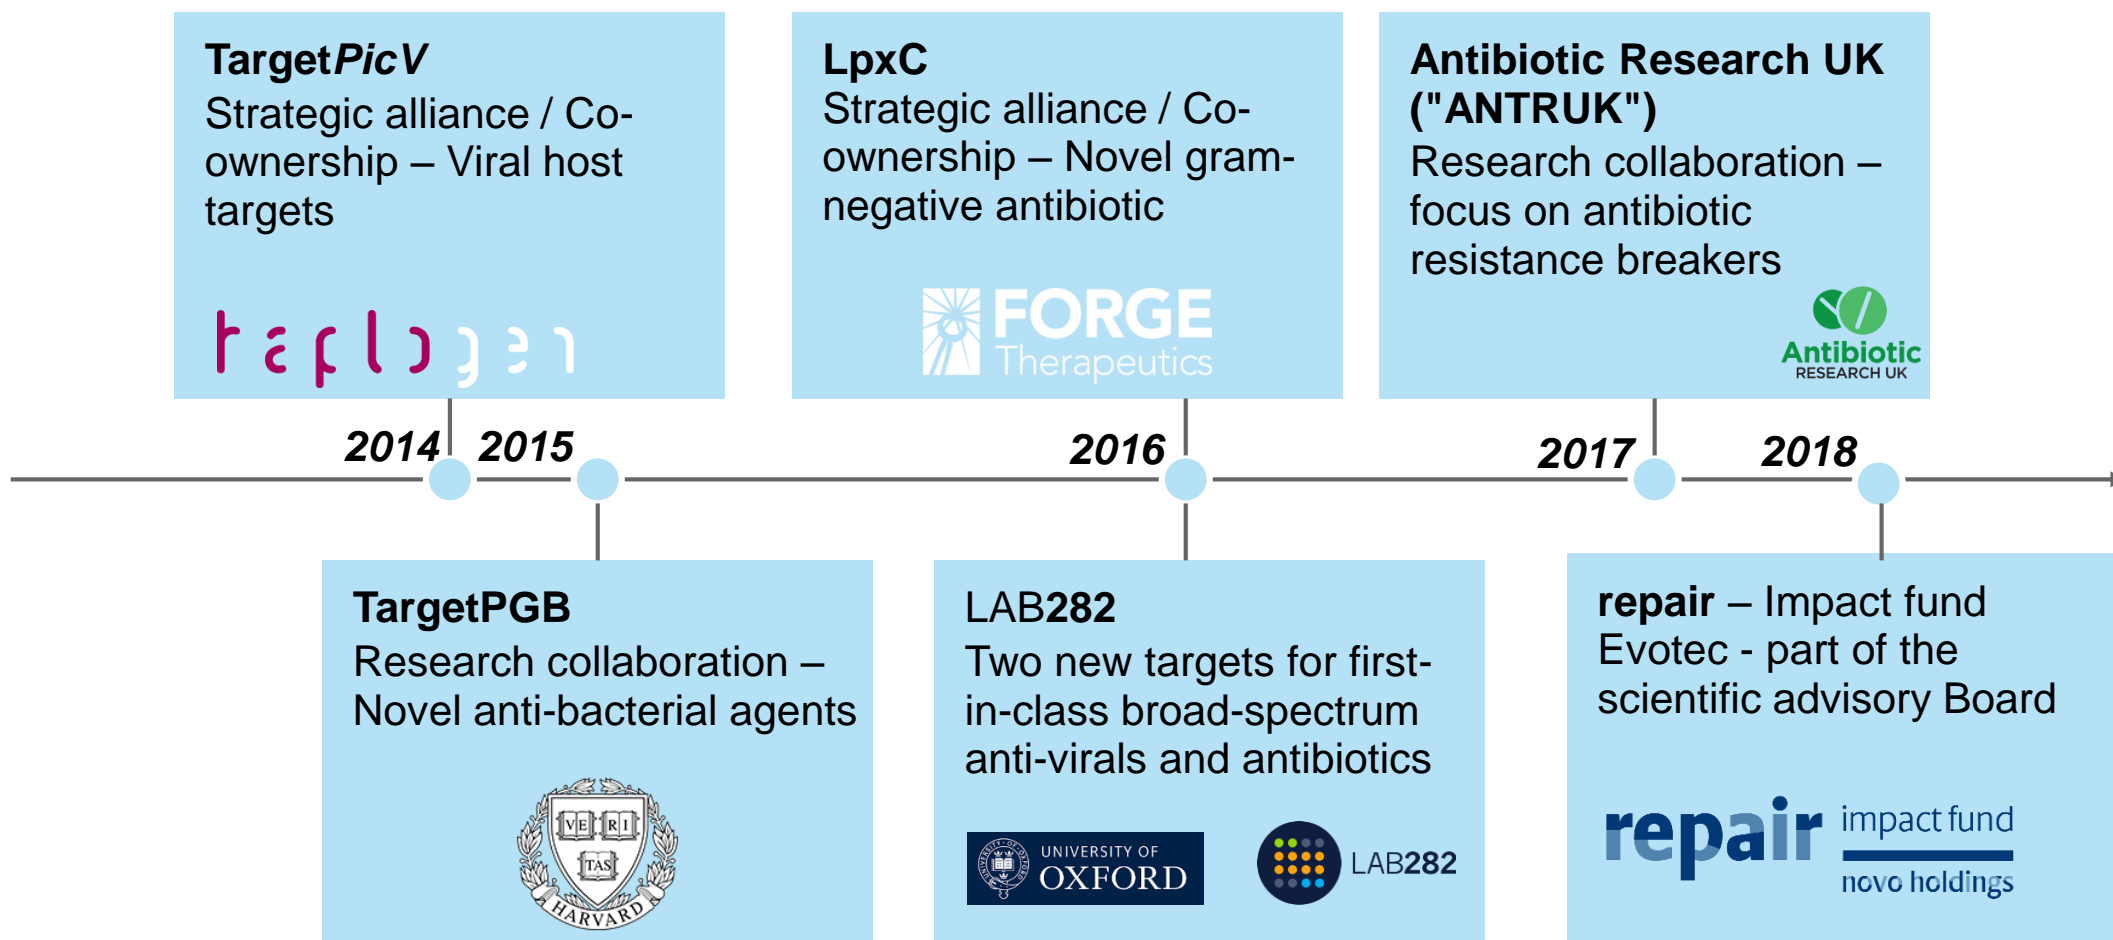 TargetPicV
Strategic alliance / Co-
ownership – Viral host
targets
haplogen
LpxC
Strategic alliance / Co-
ownership – Novel gram-
negative antibiotic
FORGE
Therapeutics
Antibiotic Research UK
("ANTRUK")
Research collaboration –
focus on antibiotic
resistance breakers
Antibiotic
RESEARCH UK
2014
2015
2016
2017
2018
TargetPGB
Research collaboration –
Novel anti-bacterial agents
VE RI
TAS
HARVARD
LAB282
Two new targets for first-
in-class broad-spectrum
anti-virals and antibiotics
UNIVERSITY OF
OXFORD
LAB282
repair – Impact fund
Evotec - part of the
scientific advisory Board
repair
impact fund
novo holdings